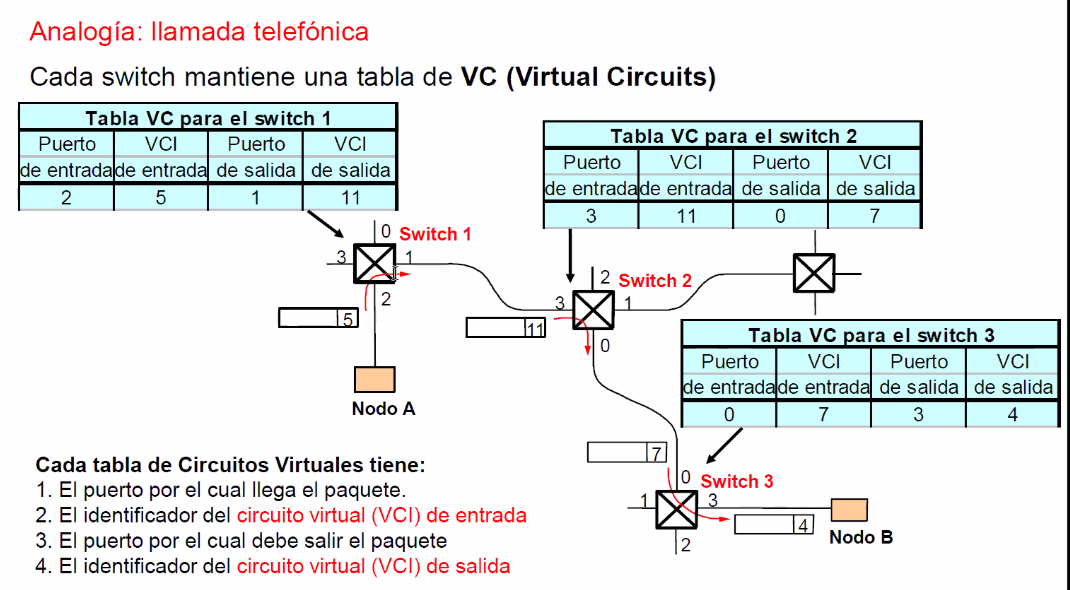 Analogía: llamada telefónica
Cada switch mantiene una tabla de VC (Virtual Circuits)
Tabla VC para el switch 1
Puerto VCI Puerto VCI
de entrada de entrada de salida de salida
2 5 1 11
Tabla VC para el switch 2
Puerto VCI Puerto VCI
de entrada de entrada de salida de salida
3 11 0 7
0 Switch 1
3 1
2
5
2 Switch 2
3 1
11
0
Nodo A
Tabla VC para el switch 3
Puerto VCI Puerto VCI
de entrada de entrada de salida de salida
0 7 3 4
7
0 Switch 3
1 3
4
2
Nodo B
Cada tabla de Circuitos Virtuales tiene:
1. El puerto por el cual llega el paquete.
2. El identificador del circuito virtual (VCI) de entrada
3. El puerto por el cual debe salir el paquete
4. El identificador del circuito virtual (VCI) de salida